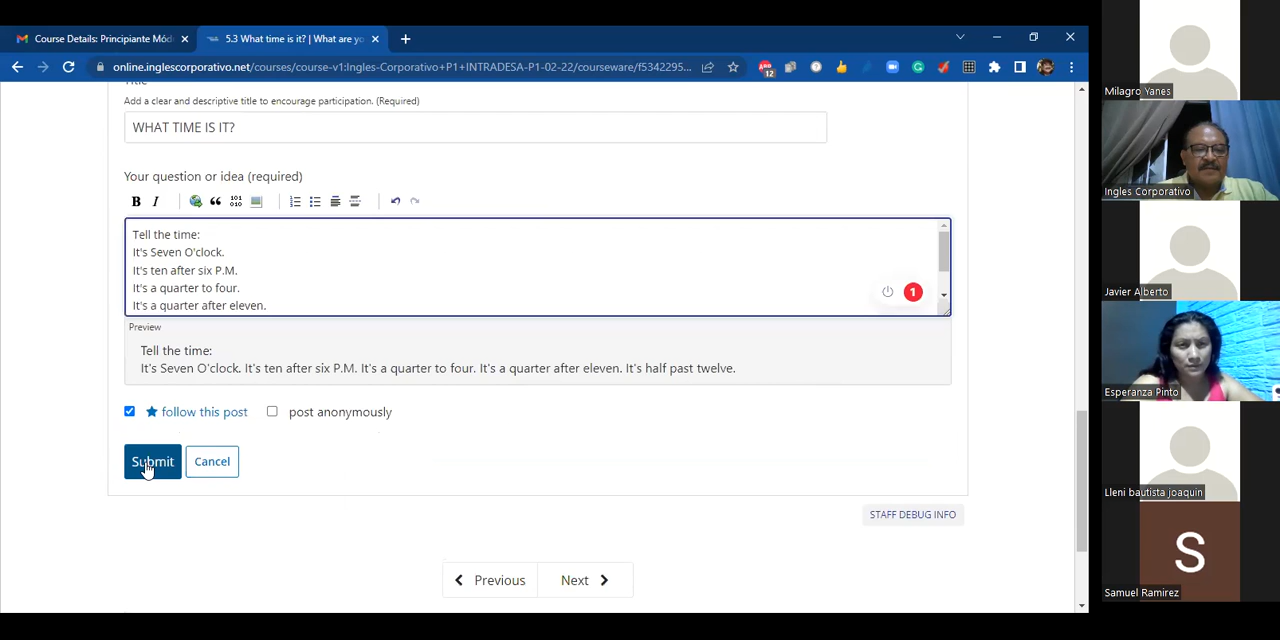 Course Details: Principiante Mód
5.3 What time is it? | What are yo
online.inglescorporativo.net/courses/course-v1:Ingles-Corporativo+P1+INTRADESA-P1-02-22/courseware/f5342295...
12
Title
Add a clear and descriptive title to encourage participation. (Required)
WHAT TIME IS IT?
Your question or idea (required)
B I
101
010
Tell the time:
It's Seven O'clock.
It's ten after six P.M.
It's a quarter to four.
It's a quarter after eleven.
1
Preview
Tell the time:
It's Seven O'clock. It's ten after six P.M. It's a quarter to four. It's a quarter after eleven. It's half past twelve.
follow this post
post anonymously
Submit
Cancel
STAFF DEBUG INFO
Previous
Next
Milagro Yanes
Ingles Corporativo
Javier Alberto
Esperanza Pinto
Lleni bautista joaquin
S
Samuel Ramirez